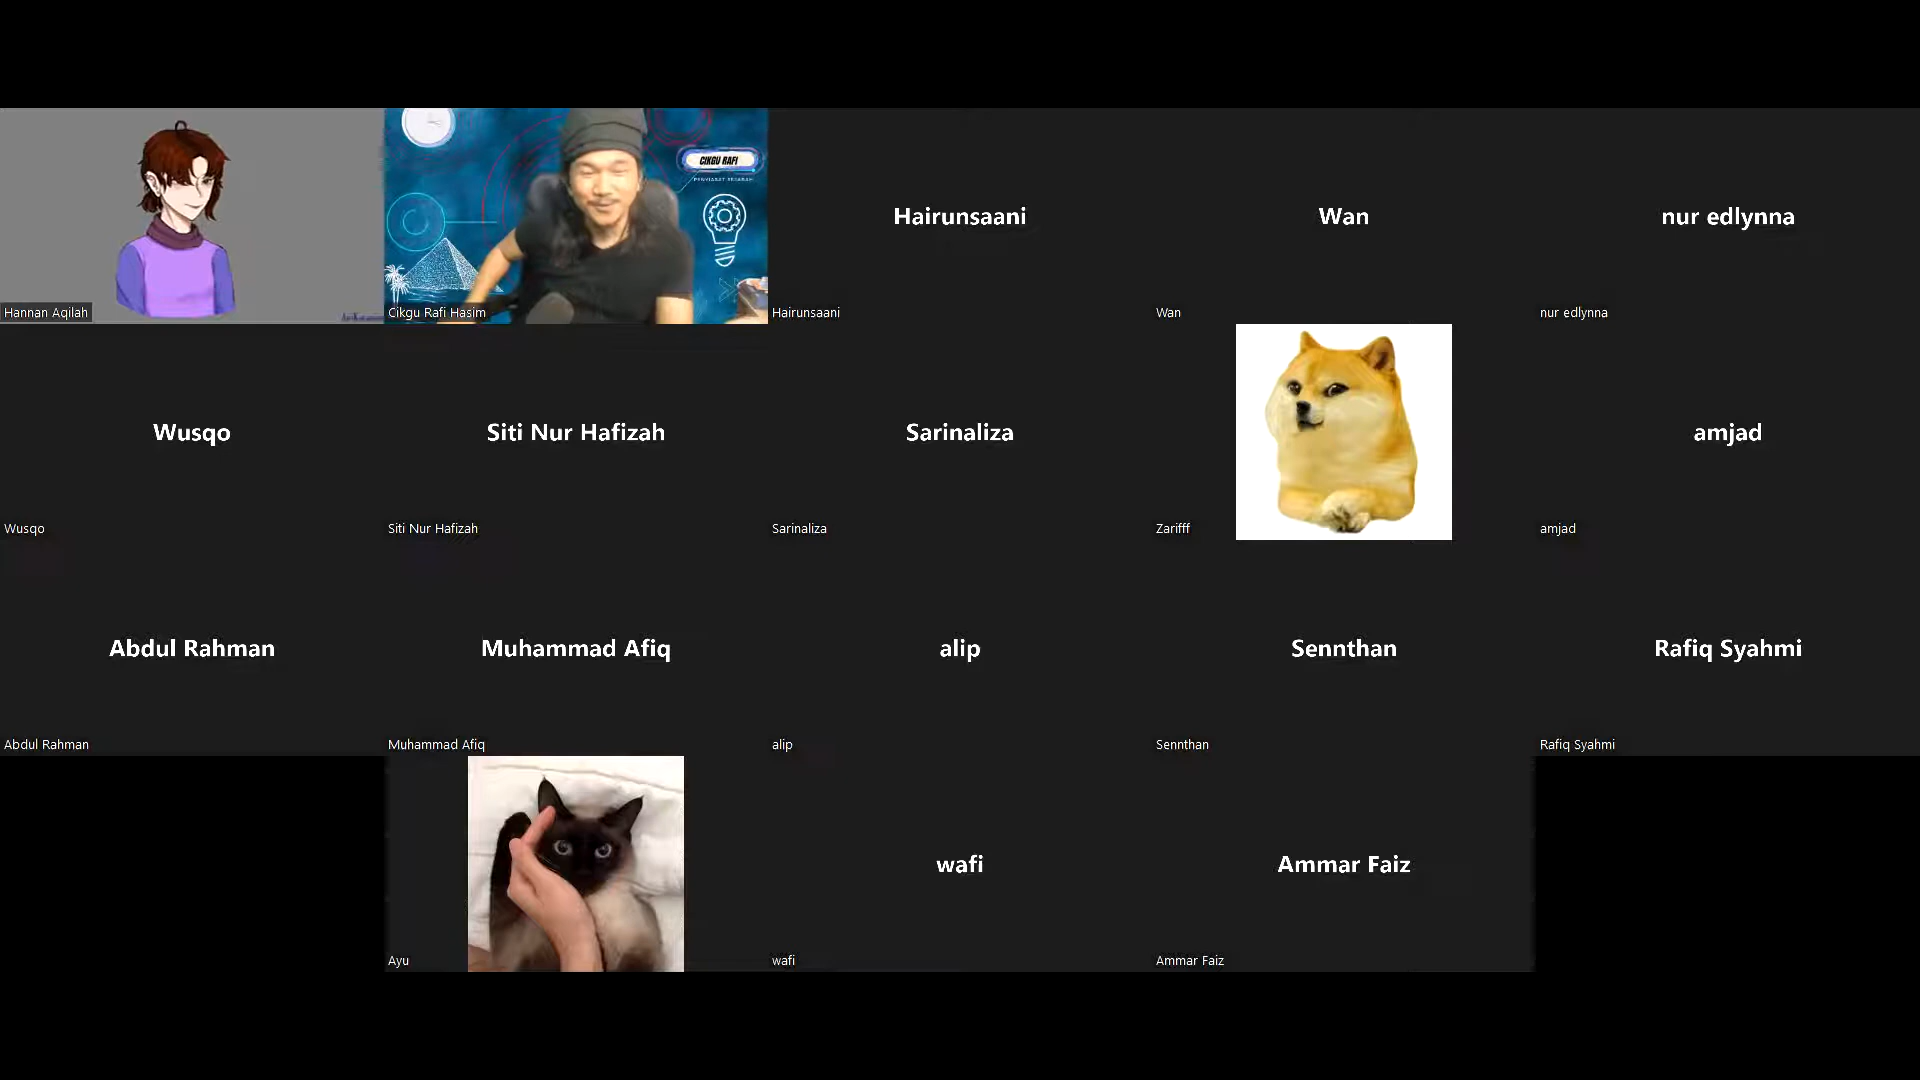 CIKGU RAFI
PENYIASAT SEJARAH
Hairunsaani
Wan
nur edlynna
Hannan Aqilah
Cikgu Rafi Hasim
Hairunsaani
Wan
nur edlynna
Wusqo
Siti Nur Hafizah
Sarinaliza
amjad
Wusqo
Siti Nur Hafizah
Sarinaliza
Zarifff
amjad
Abdul Rahman
Muhammad Afiq
alip
Sennthan
Rafiq Syahmi
Abdul Rahman
Muhammad Afiq
alip
Sennthan
Rafiq Syahmi
wafi
Ammar Faiz
Ayu
wafi
Ammar Faiz